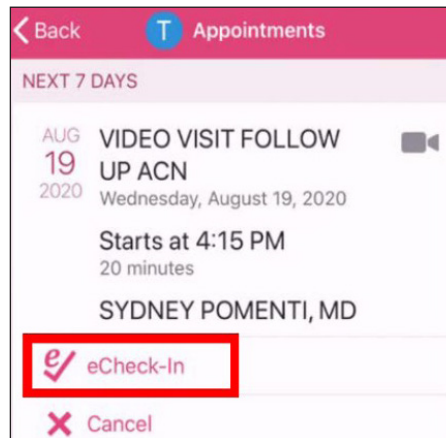 Back
T
Appointments
NEXT 7 DAYS
AUG
19
2020
VIDEO VISIT FOLLOW
UP ACN
Wednesday, August 19, 2020
Starts at 4:15 PM
20 minutes
SYDNEY POMENTI, MD
eCheck-In
Cancel